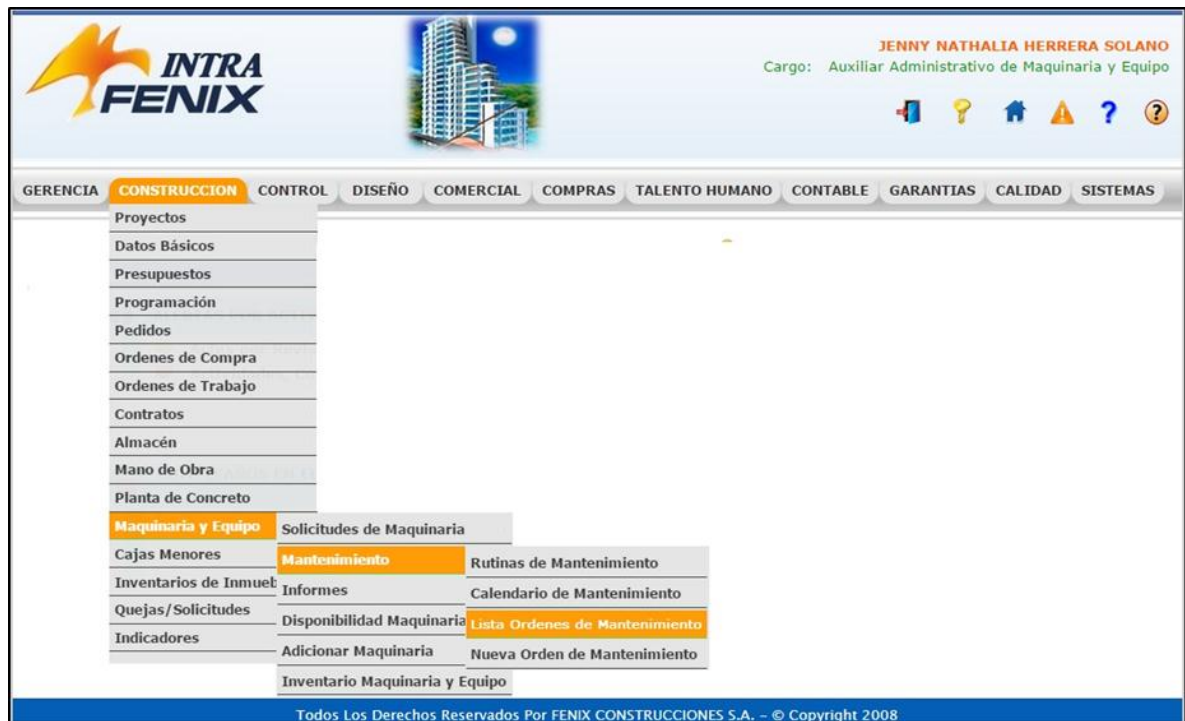 INTRA
FENIX
JENNY NATHALIA HERRERA SOLANO
Cargo: Auxiliar Administrativo de Maquinaria y Equipo
GERENCIA CONSTRUCCION CONTROL DISEÑO COMERCIAL COMPRAS TALENTO HUMANO CONTABLE GARANTIAS CALIDAD SISTEMAS
Proyectos
Datos Básicos
Presupuestos
Programación
Pedidos
Ordenes de Compra
Ordenes de Trabajo
Contratos
Almacén
Mano de Obra
Planta de Concreto
Maquinaria y Equipo
Cajas Menores
Inventarios de Inmueb
Quejas/Solicitudes
Indicadores
Solicitudes de Maquinaria
Mantenimiento
Informes
Disponibilidad Maquinaria
Adicionar Maquinaria
Inventario Maquinaria y Equipo
Rutinas de Mantenimiento
Calendario de Mantenimiento
Lista Ordenes de Mantenimiento
Nueva Orden de Mantenimiento
Todos Los Derechos Reservados Por FENIX CONSTRUCCIONES S.A. - © Copyright 2008